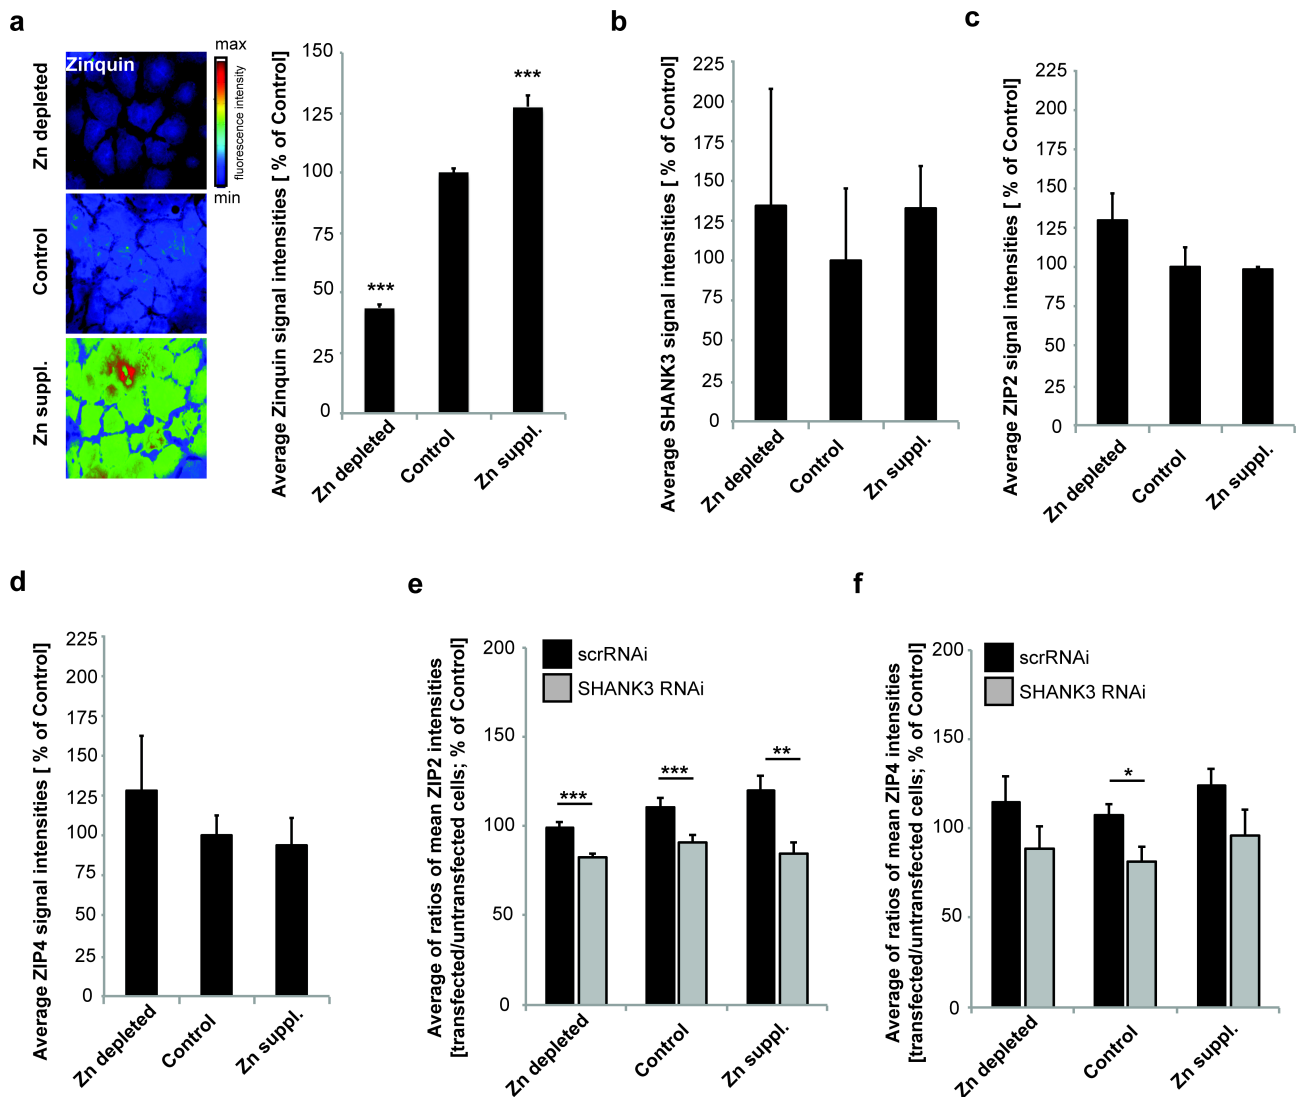 a
Zinquin
Zn depleted
Control
Zn suppl.
max
fluorescence intensity
min
Average Zinquin signal intensities [ % of Control]
150
125
100
75
50
25
0
***
***
Zn depleted
Control
Zn suppl.
b
Average SHANK3 signal intensities [ % of Control]
225
200
175
150
125
100
75
50
25
0
Zn depleted
Control
Zn suppl.
c
Average ZIP2 signal intensities [ % of Control]
225
200
175
150
125
100
75
50
25
0
Zn depleted
Control
Zn suppl.
d
Average ZIP4 signal intensities [ % of Control]
225
200
175
150
125
100
75
50
25
0
Zn depleted
Control
Zn suppl.
e
Average of ratios of mean ZIP2 intensities
[transfected/untransfected cells; % of Control]
200
150
100
50
0
scrRNAi
SHANK3 RNAi
***
***
**
Zn depleted
Control
Zn suppl.
f
Average of ratios of mean ZIP4 intensities
[transfected/untransfected cells; % of Control]
200
150
100
50
0
scrRNAi
SHANK3 RNAi
*
Zn depleted
Control
Zn suppl.